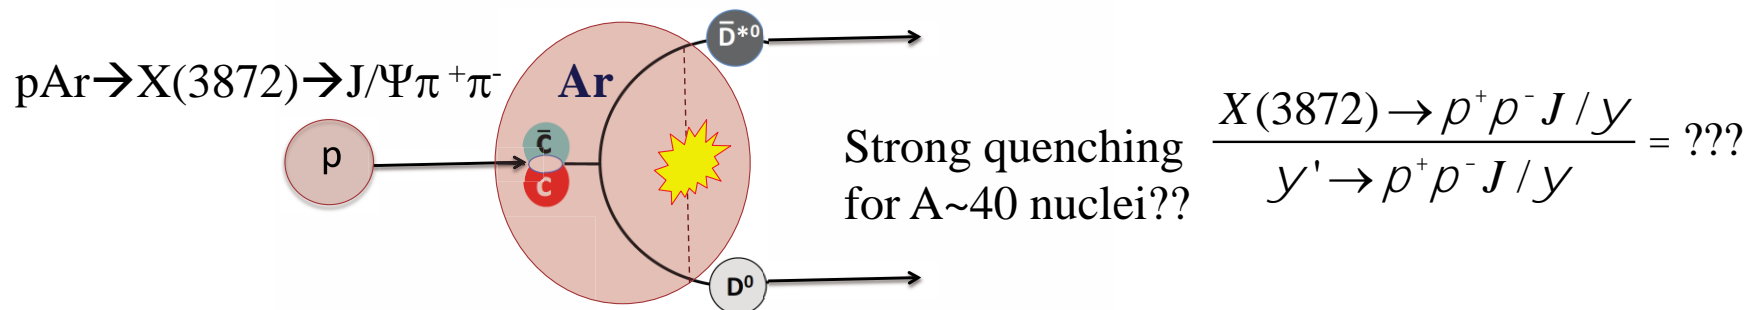 pAr→X(3872)→J/Ψπ⁺π⁻
p
c̄
c
Ar
D̄*⁰
D⁰
Strong quenching
for A~40 nuclei??
X(3872) → p⁺p⁻ J / y
y ' → p⁺p⁻ J / y
= ???